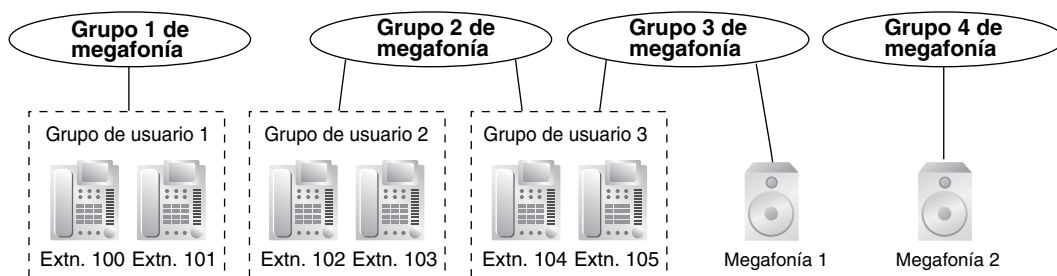 Grupo 1 de
megafonía
Grupo 2 de
megafonía
Grupo 3 de
megafonía
Grupo 4 de
megafonía
Grupo de usuario 1
Grupo de usuario 2
Grupo de usuario 3
Extn. 100 Extn. 101
Extn. 102 Extn. 103
Extn. 104 Extn. 105
Megafonía 1
Megafonía 2